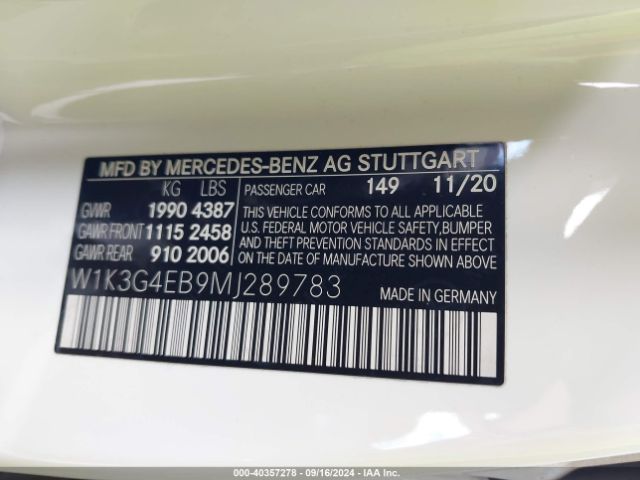 MFD BY MERCEDES-BENZ AG STUTTGART
KG LBS PASSENGER CAR 149 11/20
GVWR 1990 4387
GAWR FRONT 1115 2458
GAWR REAR 910 2006
THIS VEHICLE CONFORMS TO ALL APPLICABLE
U.S. FEDERAL MOTOR VEHICLE SAFETY,BUMPER
AND THEFT PREVENTION STANDARDS IN EFFECT
ON THE DATE OF MANUFACTURE SHOWN ABOVE.
W1K3G4EB9MJ289783 MADE IN GERMANY
000-40357278 - 09/16/2024 - IAA Inc.